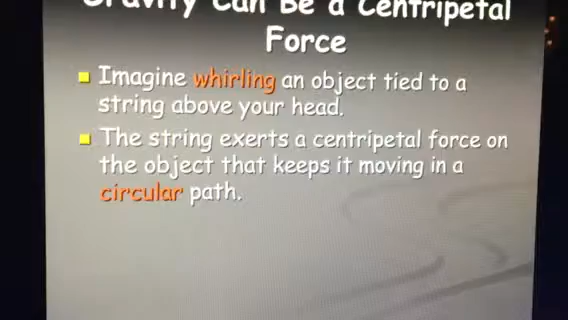 Gravity Can Be a Centripetal
Force
Imagine whirling an object tied to a
string above your head.
The string exerts a centripetal force on
the object that keeps it moving in a
circular path.